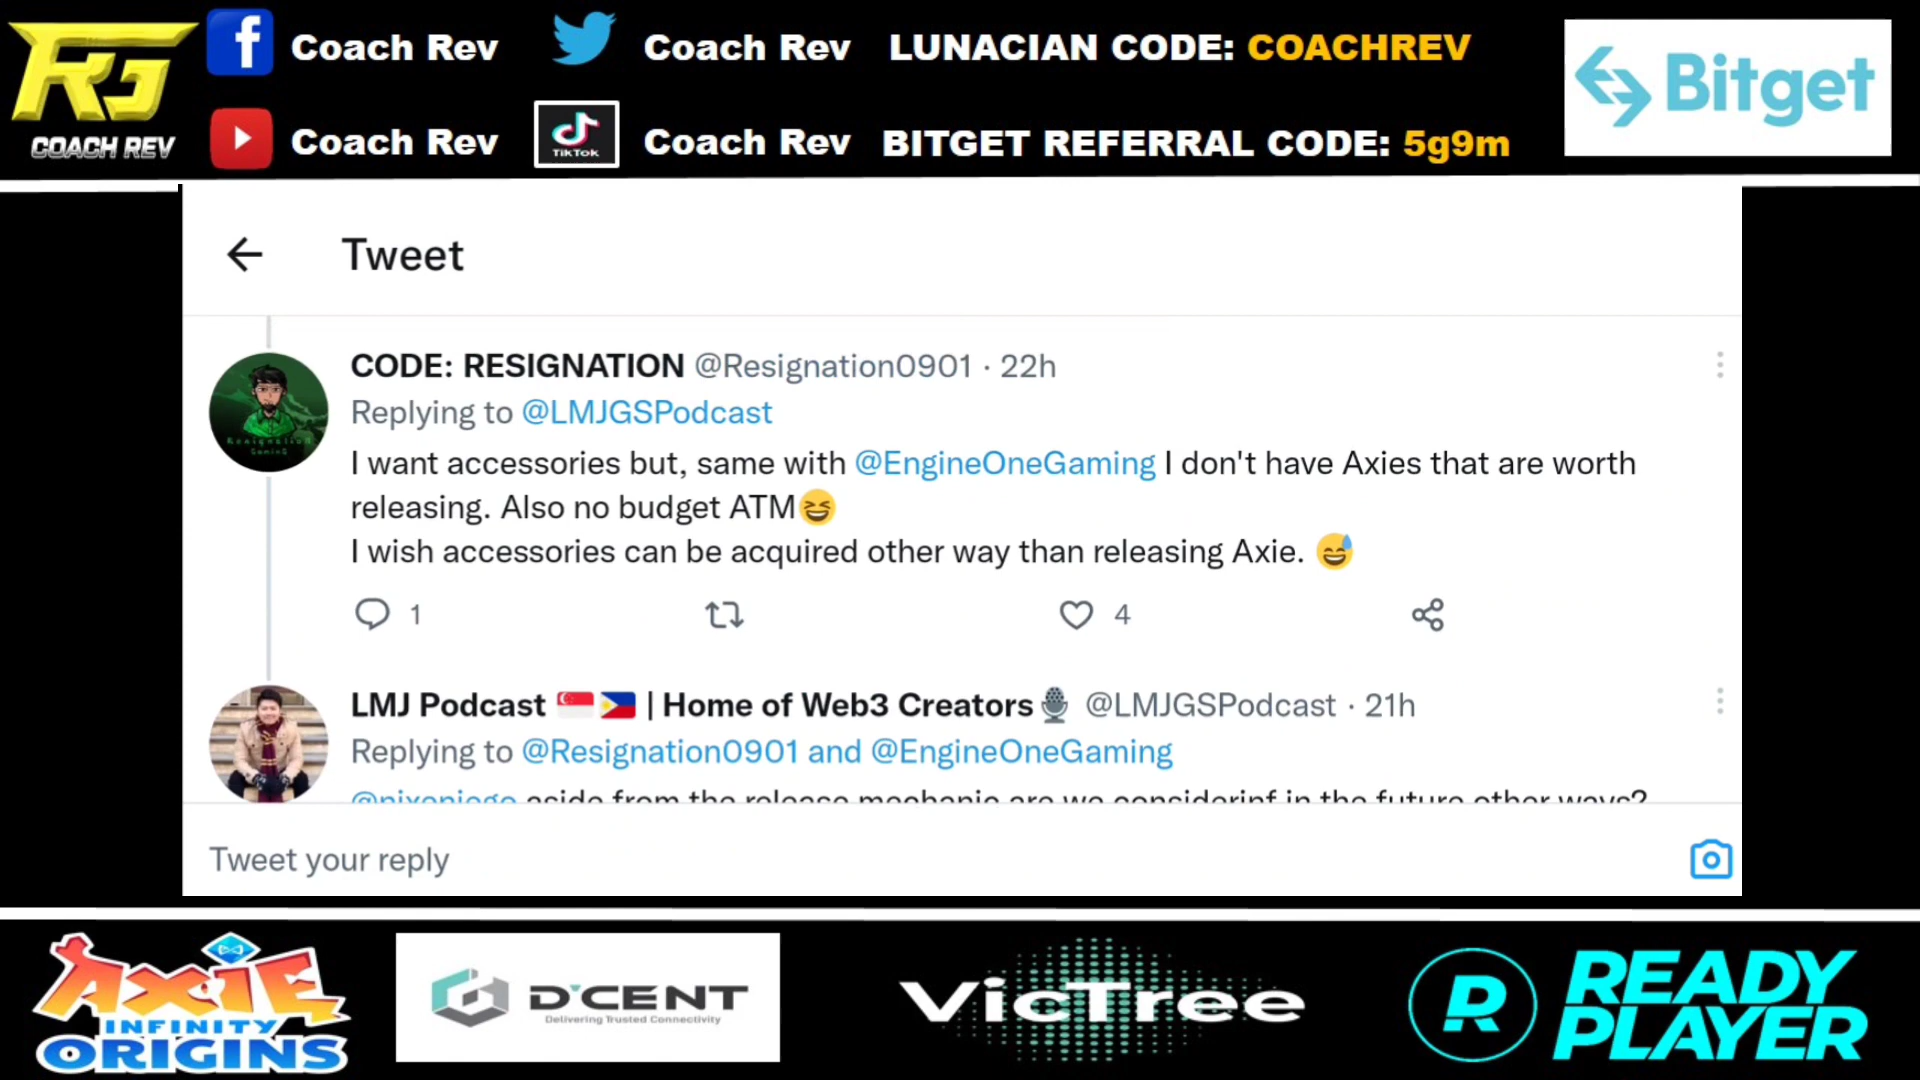 COACH REV
Coach Rev
Coach Rev
LUNACIAN CODE: COACHREV
Bitget
Coach Rev
TikTok
Coach Rev
BITGET REFERRAL CODE: 5g9m
Tweet
CODE: RESIGNATION @Resignation0901 · 22h
Replying to @LMJGSPodcast
I want accessories but, same with @EngineOneGaming I don't have Axies that are worth
releasing. Also no budget ATM😆
I wish accessories can be acquired other way than releasing Axie. 😅
1
4
LMJ Podcast 🇸🇬🇵🇭 | Home of Web3 Creators🎙 @LMJGSPodcast · 21h
Replying to @Resignation0901 and @EngineOneGaming
aside from the release mechanic are we considerinf in the future other ways?
Tweet your reply
AXIE
INFINITY
ORIGINS
D'CENT
Delivering Trusted Connectivity
VicTree
R
READY
PLAYER